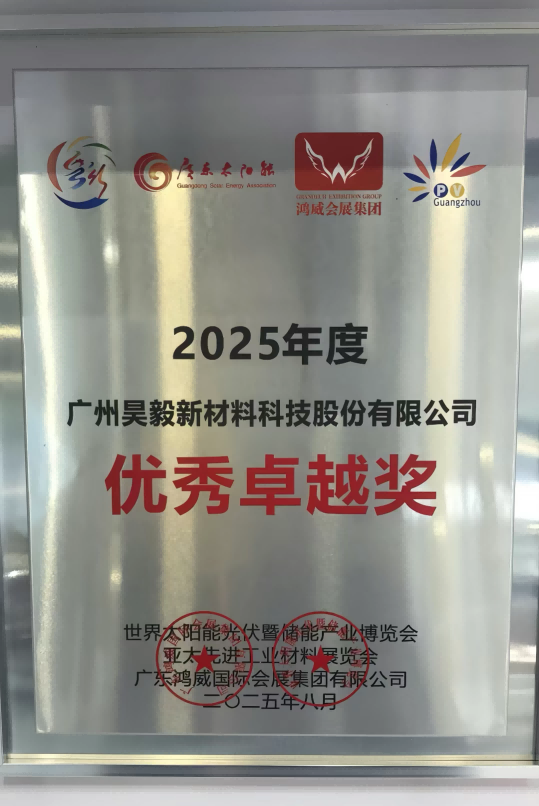 广东太阳能
Guangdong Solar Energy Association
GRANDEUR EXHIBITION GROUP
鸿威会展集团
PV
Guangzhou
2025年度
广州昊毅新材料科技股份有限公司
优秀卓越奖
世界太阳能光伏暨储能产业博览会
亚太先进工业材料展览会
广东鸿威国际会展集团有限公司
二〇二五年八月